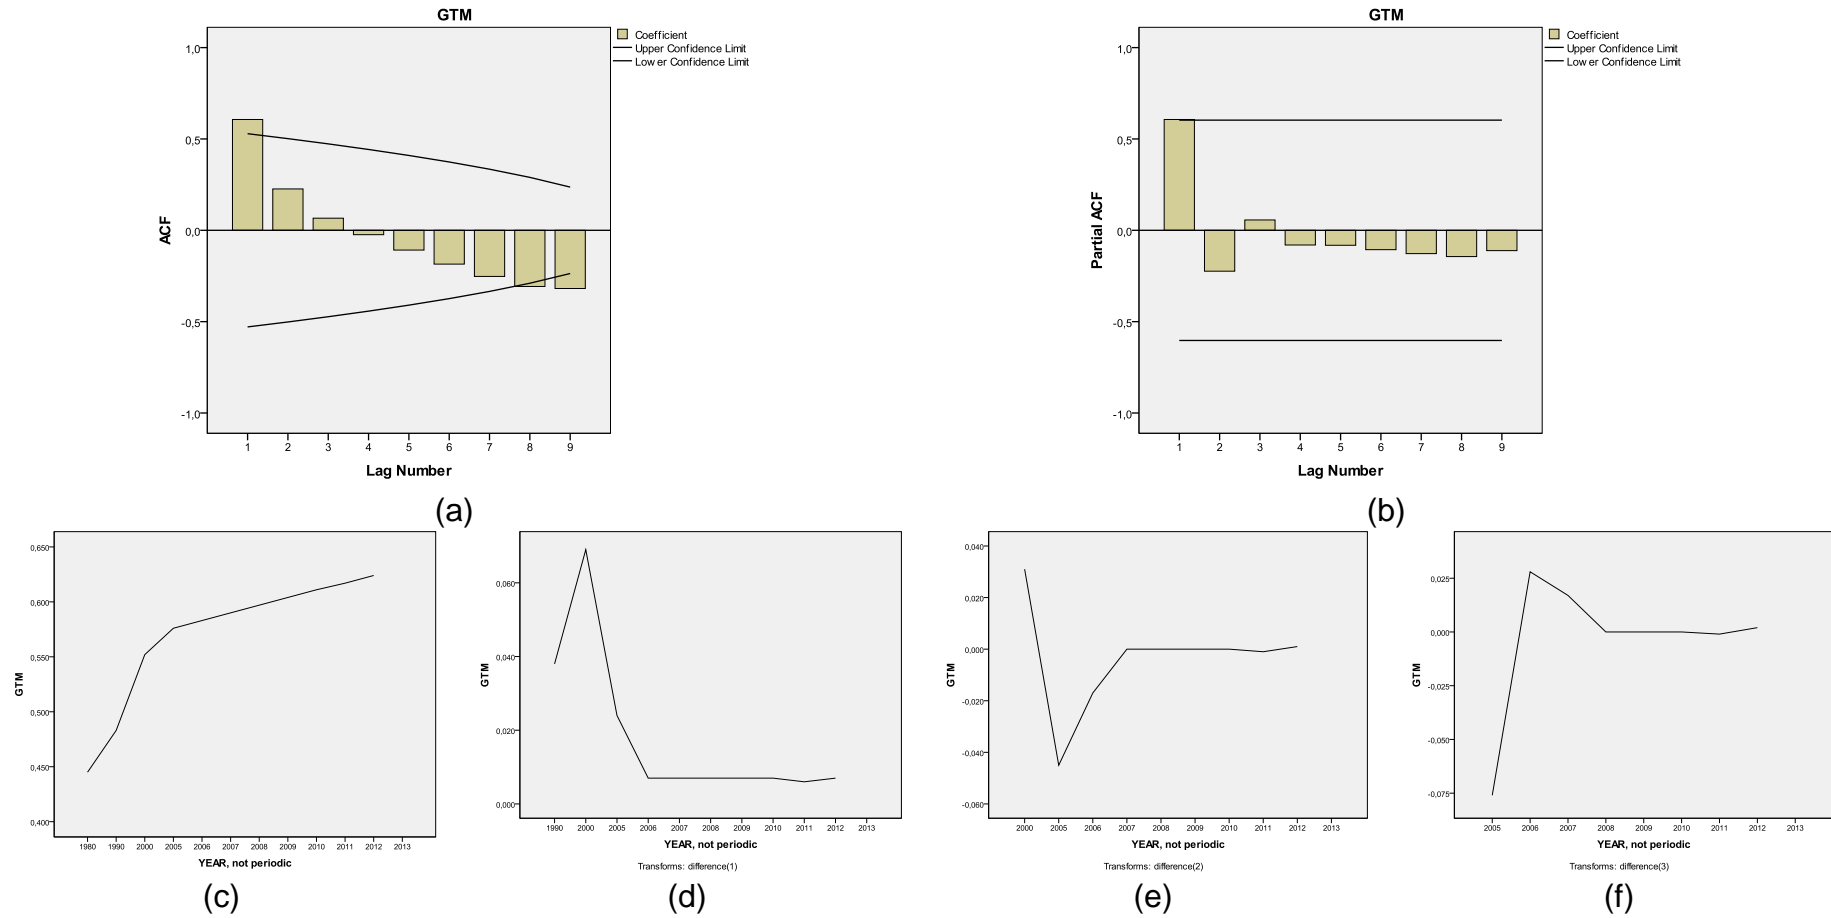 GTM
Coefficient
Upper Confidence Limit
Lower Confidence Limit
1,0
0,5
0,0
-0,5
-1,0
ACF
1 2 3 4 5 6 7 8 9
Lag Number
(a)
GTM
Coefficient
Upper Confidence Limit
Lower Confidence Limit
1,0
0,5
0,0
-0,5
-1,0
Partial ACF
1 2 3 4 5 6 7 8 9
Lag Number
(b)
0,650
0,600
0,550
0,500
0,450
0,400
GTM
1980 1990 2000 2005 2006 2007 2008 2009 2010 2011 2012 2013
YEAR, not periodic
(c)
0,060
0,040
0,020
0,000
GTM
1990 2000 2005 2006 2007 2008 2009 2010 2011 2012 2013
YEAR, not periodic
Transforms: difference(1)
(d)
0,040
0,020
0,000
-0,020
-0,040
-0,060
GTM
2000 2005 2006 2007 2008 2009 2010 2011 2012 2013
YEAR, not periodic
Transforms: difference(2)
(e)
0,025
0,000
-0,025
-0,050
-0,075
GTM
2005 2006 2007 2008 2009 2010 2011 2012 2013
YEAR, not periodic
Transforms: difference(3)
(f)